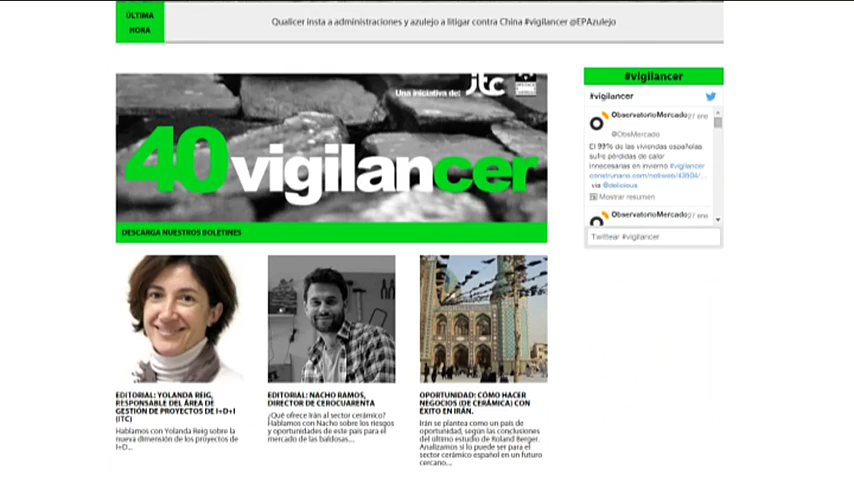 ÚLTIMA
HORA
Qualicer insta a administraciones y azulejo a litigar contra China #vigilancer @EPAzulejo
Una iniciativa de: itc
40vigilancer
DESCARGA NUESTROS BOLETINES
EDITORIAL: YOLANDA REIG,
RESPONSABLE DEL ÁREA DE
GESTIÓN DE PROYECTOS DE I+D+I
(ITC)
Hablamos con Yolanda Reig sobre la
nueva dimensión de los proyectos de
I+D...
EDITORIAL: NACHO RAMOS,
DIRECTOR DE CEROCUARENTA
¿Qué ofrece Irán al sector cerámico?
Hablamos con Nacho sobre los riesgos
y oportunidades de este país para el
mercado de las baldosas...
OPORTUNIDAD: CÓMO HACER
NEGOCIOS (DE CERÁMICA) CON
ÉXITO EN IRÁN.
Irán se plantea como un país de
oportunidad, según las conclusiones
del último estudio de Roland Berger.
Analizamos si lo puede ser para el
sector cerámico español en un futuro
cercano...
#vigilancer
#vigilancer
ObservatorioMercado 27 ene
@ObsMercado
El 99% de las viviendas españolas
sufre pérdidas de calor
innecesarias en invierno #vigilancer
construnario.com/notiweb/43604/...
vía @delicious
Mostrar resumen
ObservatorioMercado 27 ene
Twittear #vigilancer